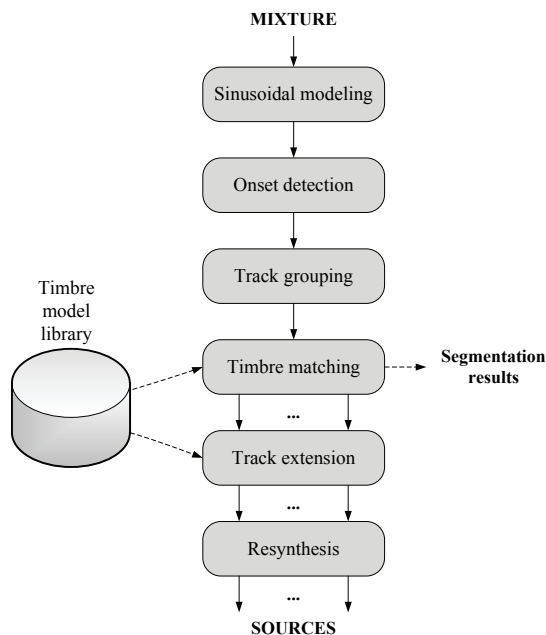 MIXTURE
Sinusoidal modeling
Onset detection
Track grouping
Timbre
model
library
Timbre matching
Segmentation
results
...
Track extension
...
Resynthesis
...
SOURCES